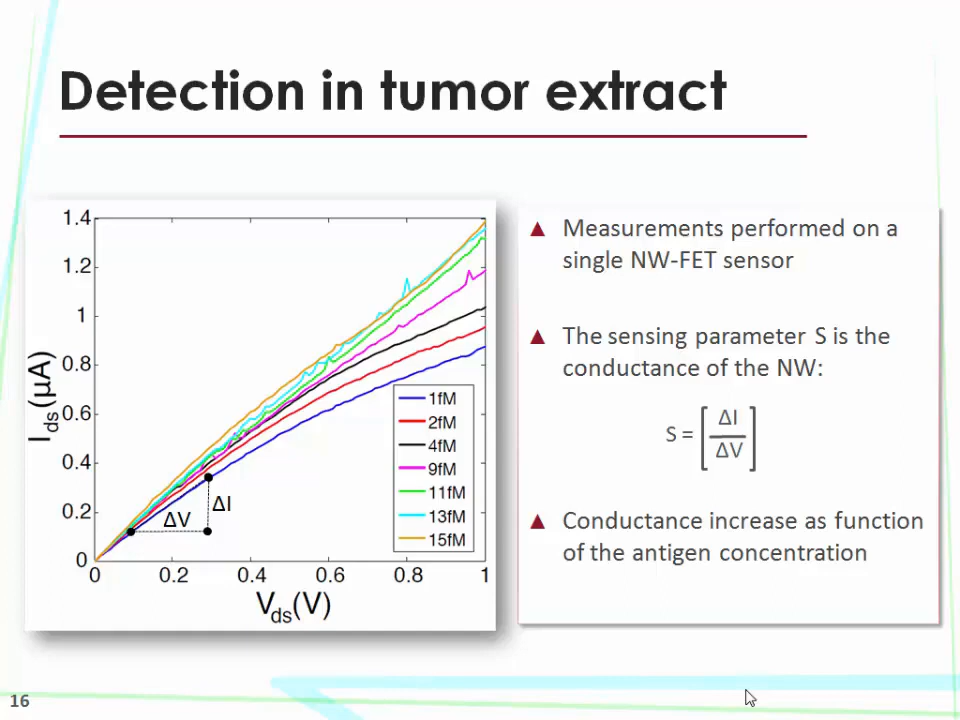 Detection in tumor extract
1.4
1.2
1
0.8
0.6
0.4
0.2
0
0 0.2 0.4 0.6 0.8 1
I ds (µA)
V ds (V)
ΔV
ΔI
1fM
2fM
4fM
9fM
11fM
13fM
15fM
▲ Measurements performed on a
single NW-FET sensor
▲ The sensing parameter S is the
conductance of the NW:
S = [ΔI
ΔV]
▲ Conductance increase as function
of the antigen concentration
16